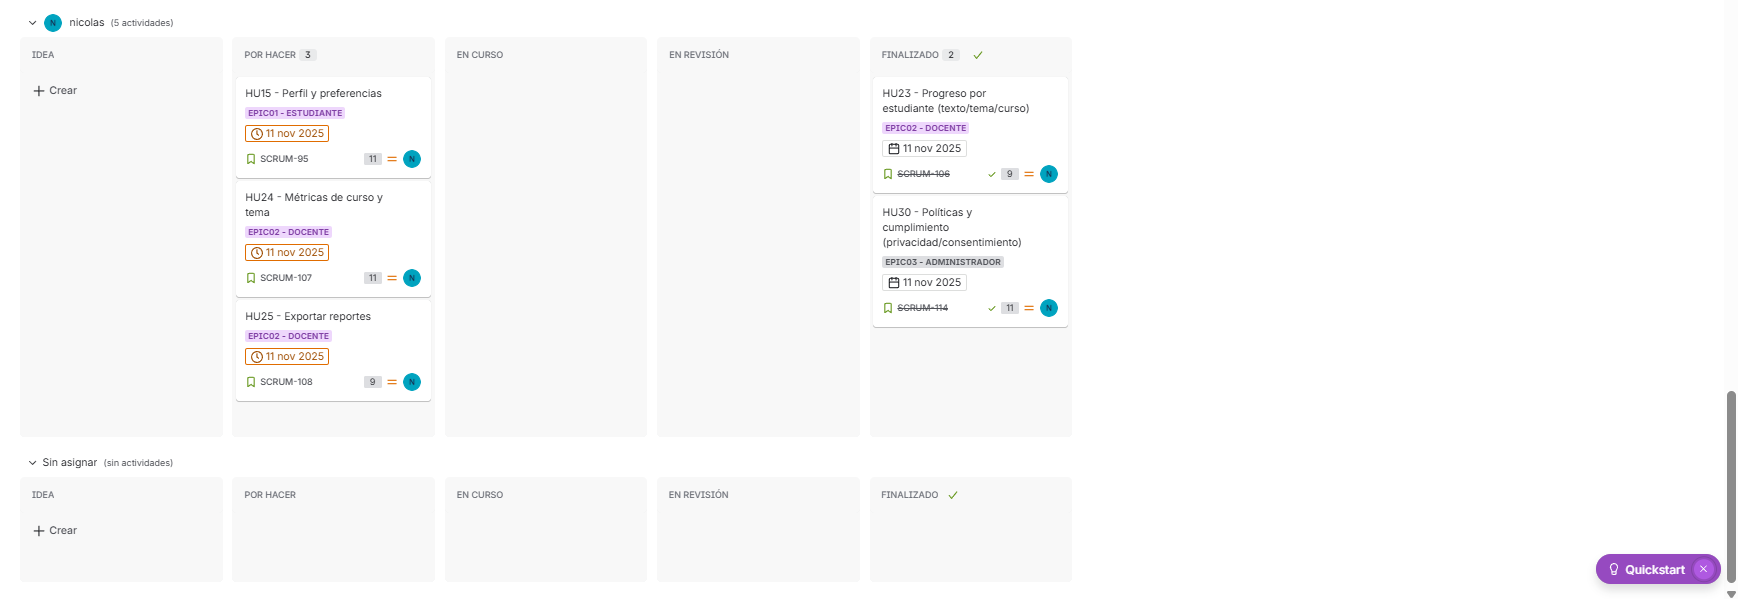 N nicolas (5 actividades)
IDEA
+ Crear
POR HACER 3
HU15 - Perfil y preferencias
EPIC01 - ESTUDIANTE
11 nov 2025
SCRUM-95 11 N
HU24 - Métricas de curso y
tema
EPIC02 - DOCENTE
11 nov 2025
SCRUM-107 11 N
HU25 - Exportar reportes
EPIC02 - DOCENTE
11 nov 2025
SCRUM-108 9 N
EN CURSO
EN REVISIÓN
FINALIZADO 2
HU23 - Progreso por
estudiante (texto/tema/curso)
EPIC02 - DOCENTE
11 nov 2025
SCRUM-106 9 N
HU30 - Políticas y
cumplimiento
(privacidad/consentimiento)
EPIC03 - ADMINISTRADOR
11 nov 2025
SCRUM-114 11 N
Sin asignar (sin actividades)
IDEA
+ Crear
POR HACER
EN CURSO
EN REVISIÓN
FINALIZADO
Quickstart